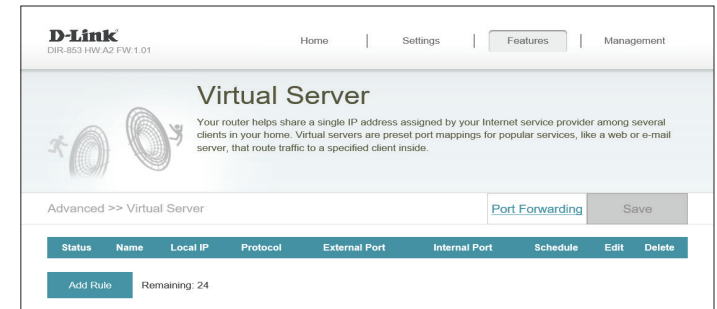 D-Link
DIR-853 HW:A2 FW:1.01
Home | Settings | Features | Management
Virtual Server
Your router helps share a single IP address assigned by your Internet service provider among several
clients in your home. Virtual servers are preset port mappings for popular services, like a web or e-mail
server, that route traffic to a specified client inside.
Advanced >> Virtual Server
Port Forwarding
Save
Status Name Local IP Protocol External Port Internal Port Schedule Edit Delete
Add Rule
Remaining: 24